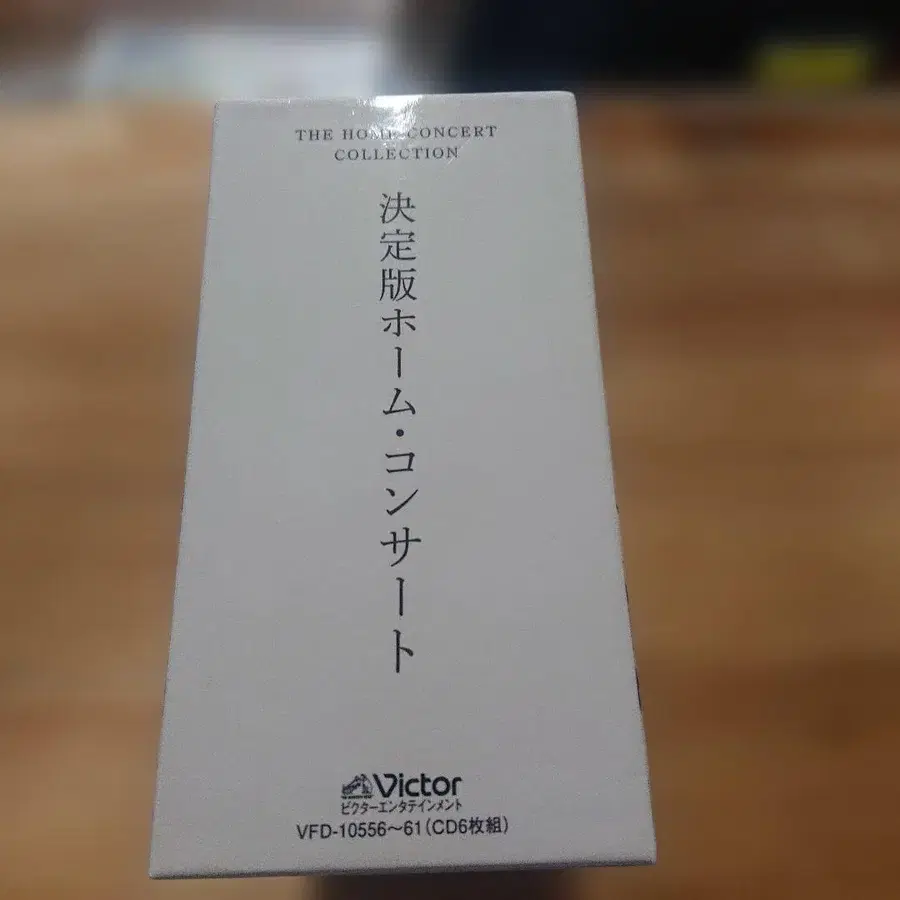 THE HOME CONCERT
COLLECTION
決定版ホーム・コンサート
Victor
ビクターエンタテインメント
VFD-10556〜61(CD6枚組)